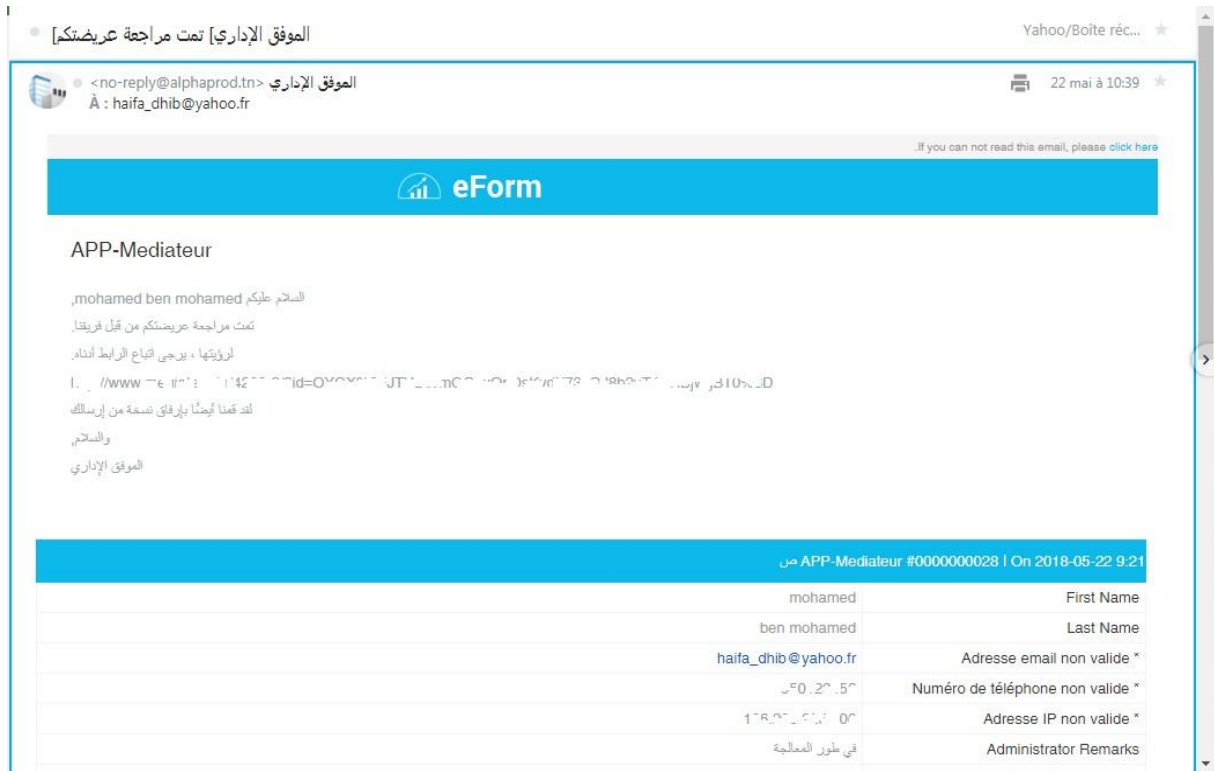 الموفق الإداري] تمت مراجعة عريضتكم]
Yahoo/Boîte réc...
الموفق الإداري <no-reply@alphaprod.tn>
22 mai à 10:39
À : haifa_dhib@yahoo.fr
.If you can not read this email, please click here
eForm
APP-Mediateur
السلام عليكم mohamed ben mohamed,
تمت مراجعة عريضتكم من قبل فريقنا.
لرؤيتها ، يرجى اتباع الرابط أدناه.
لقد قمنا أيضًا بإرفاق نسخة من إرسالك
والسلام,
الموفق الإداري
APP-Mediateur #0000000028 | On 2018-05-22 9:21 ص
First Name mohamed
Last Name ben mohamed
Adresse email non valide * haifa_dhib@yahoo.fr
Numéro de téléphone non valide *
Adresse IP non valide *
Administrator Remarks في طور المعالجة